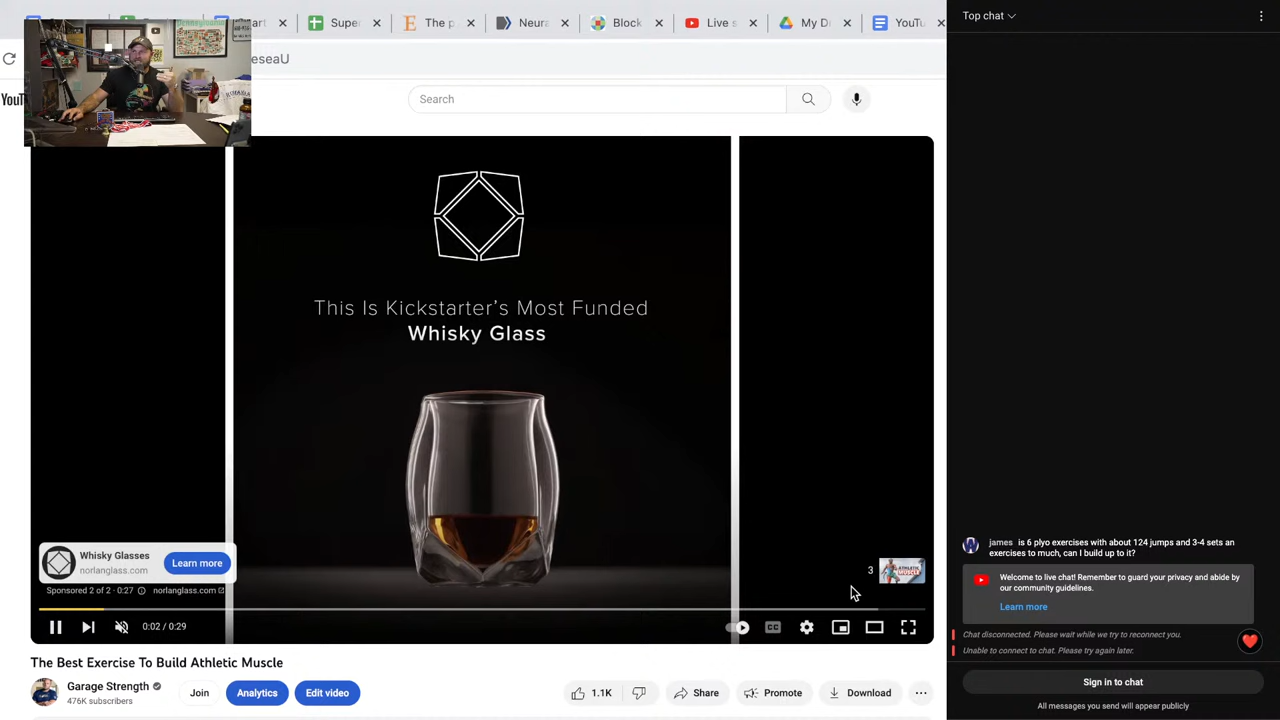 Super
The p
Neura
Bock
Live s
My D
YouTu
eseaU
Search
This Is Kickstarter's Most Funded
Whisky Glass
Whisky Glasses
norlanglass.com
Learn more
Sponsored 2 of 2 · 0:27
norlanglass.com
3
0:02 / 0:29
CC
The Best Exercise To Build Athletic Muscle
Garage Strength
476K subscribers
Join
Analytics
Edit video
1.1K
Share
Promote
Download
Top chat
james is 6 plyo exercises with about 124 jumps and 3-4 sets an
exercises to much, can I build up to it?
Welcome to live chat! Remember to guard your privacy and abide by
our community guidelines.
Learn more
Chat disconnected. Please wait while we try to reconnect you.
Unable to connect to chat. Please try again later.
Sign in to chat
All messages you send will appear publicly